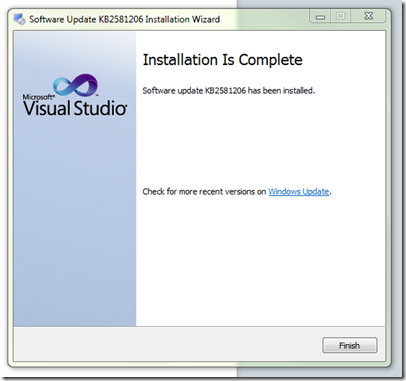 Software Update KB2581206 Installation Wizard
Installation Is Complete
Microsoft®
Visual Studio®
Software update KB2581206 has been installed.
Check for more recent versions on Windows Update.
Finish